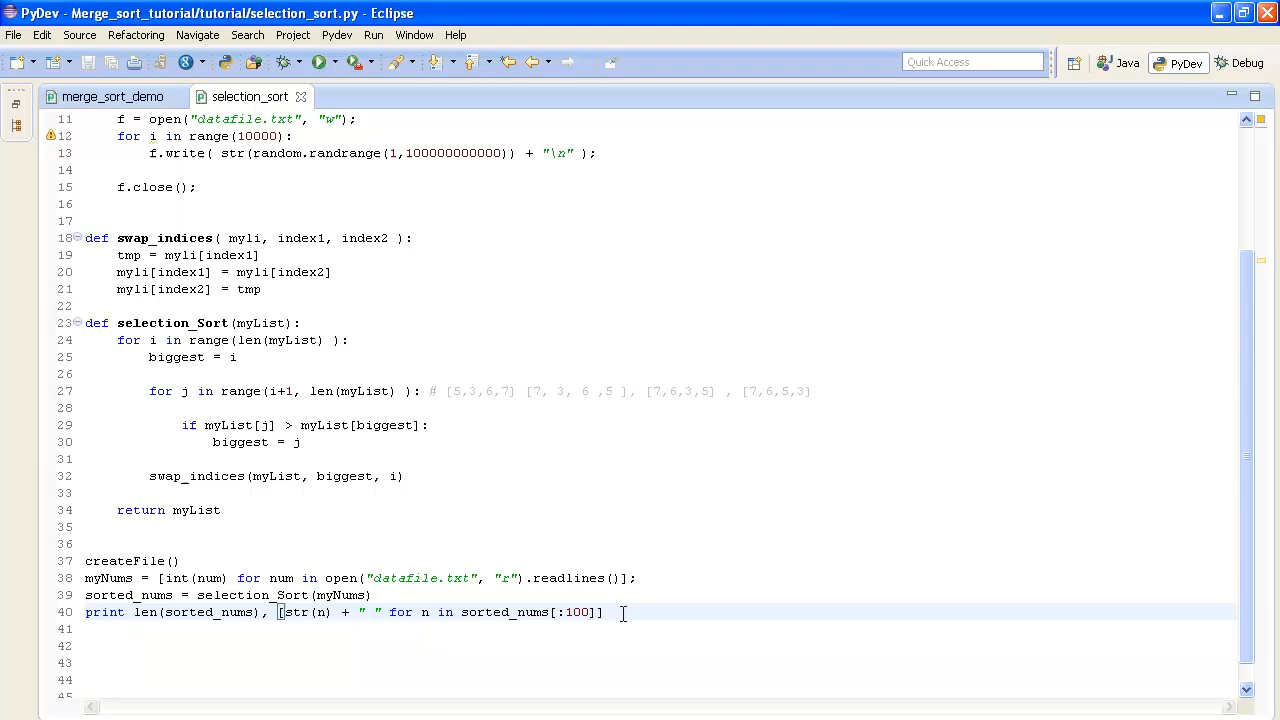 PyDev - Merge_sort_tutorial/tutorial/selection_sort.py - Eclipse
File Edit Source Refactoring Navigate Search Project Pydev Run Window Help
Quick Access Java PyDev Debug
merge_sort_demo selection_sort
11 f = open("datafile.txt", "w");
12 for i in range(10000):
13 f.write( str(random.randrange(1,100000000000)) + "\n" );
14
15 f.close();
16
17
18 def swap_indices( myli, index1, index2 ):
19 tmp = myli[index1]
20 myli[index1] = myli[index2]
21 myli[index2] = tmp
22
23 def selection_Sort(myList):
24 for i in range(len(myList) ):
25 biggest = i
26
27 for j in range(i+1, len(myList) ): # [5,3,6,7] [7, 3, 6 ,5 ], [7,6,3,5] , [7,6,5,3]
28
29 if myList[j] > myList[biggest]:
30 biggest = j
31
32 swap_indices(myList, biggest, i)
33
34 return myList
35
36
37 createFile()
38 myNums = [int(num) for num in open("datafile.txt", "r").readlines()];
39 sorted_nums = selection_Sort(myNums)
40 print len(sorted_nums), [str(n) + " " for n in sorted_nums[:100]]
41
42
43
44
45